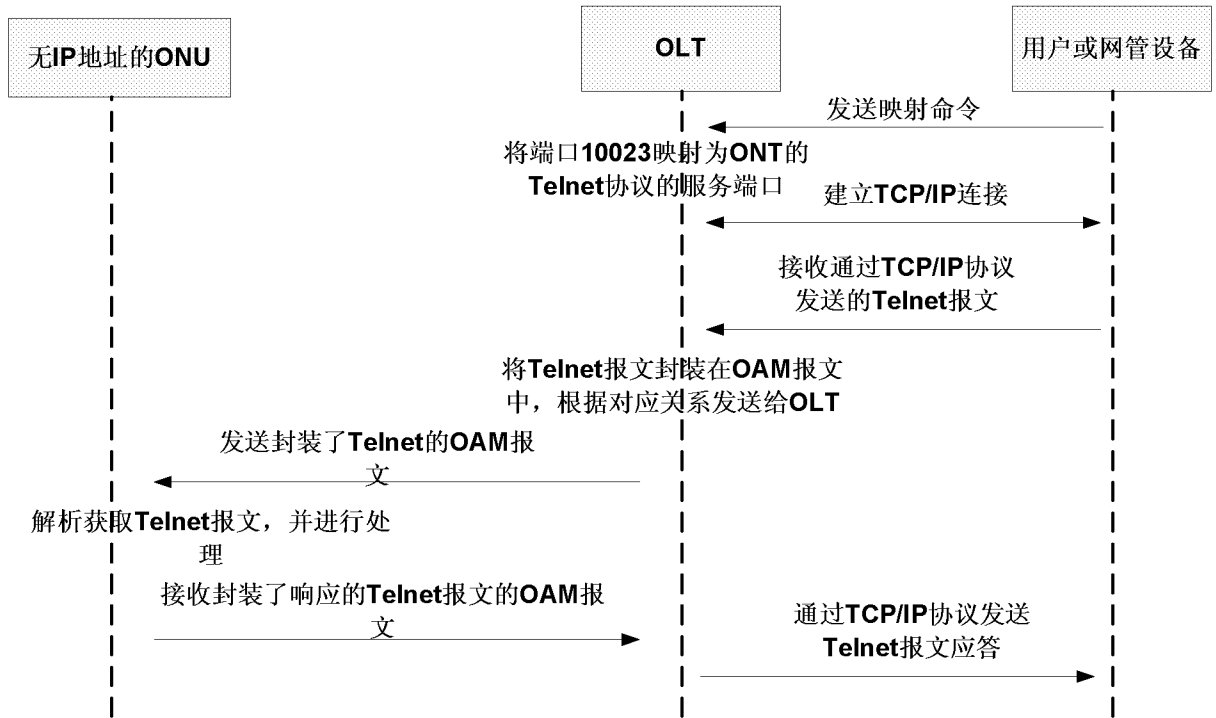 无IP地址的ONU
OLT
用户或网管设备
发送映射命令
将端口10023映射为ONT的
Telnet协议的服务端口
建立TCP/IP连接
接收通过TCP/IP协议
发送的Telnet报文
将Telnet报文封装在OAM报文
中，根据对应关系发送给OLT
发送封装了Telnet的OAM报
文
解析获取Telnet报文，并进行处
理
接收封装了响应的Telnet报文的OAM报
文
通过TCP/IP协议发送
Telnet报文应答